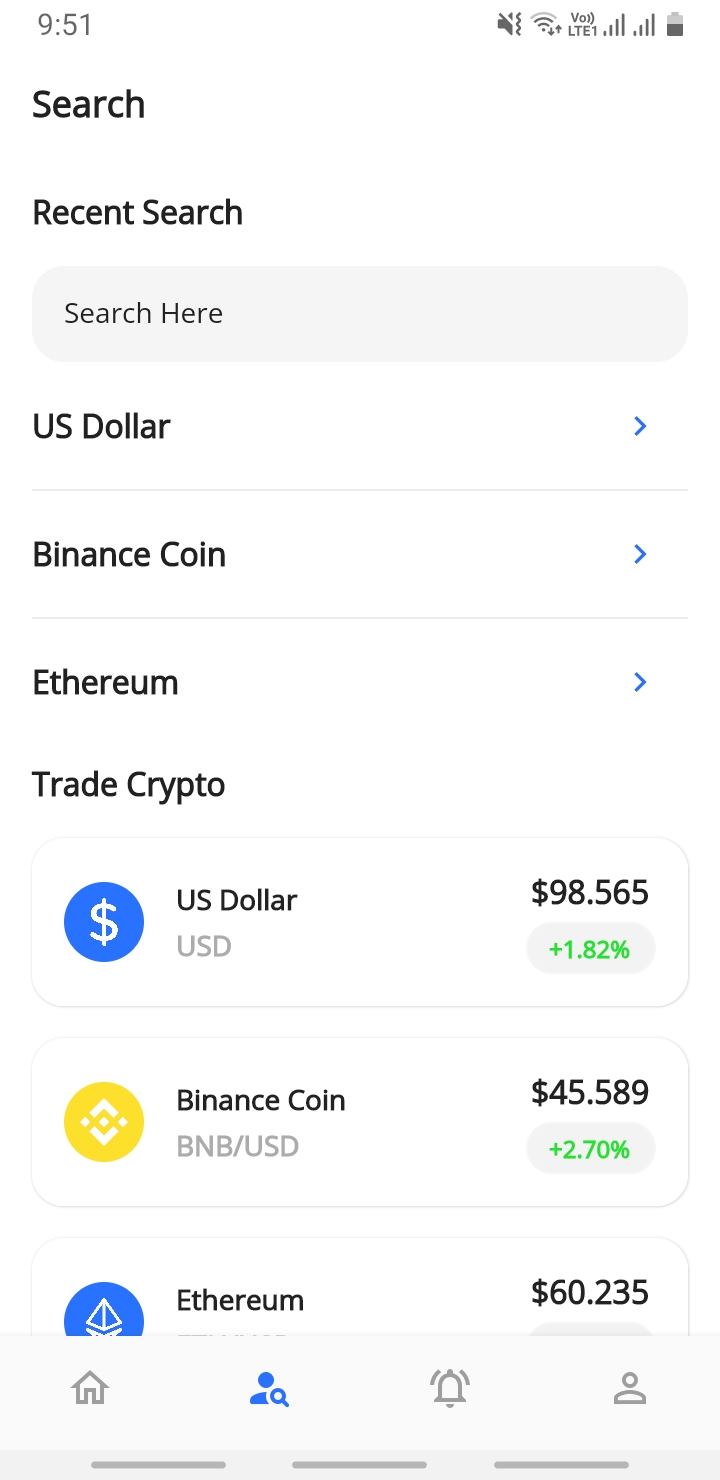 9:51
Vo))
LTE1
Search
Recent Search
Search Here
US Dollar
Binance Coin
Ethereum
Trade Crypto
US Dollar
$98.565
USD
+1.82%
Binance Coin
$45.589
BNB/USD
+2.70%
Ethereum
$60.235